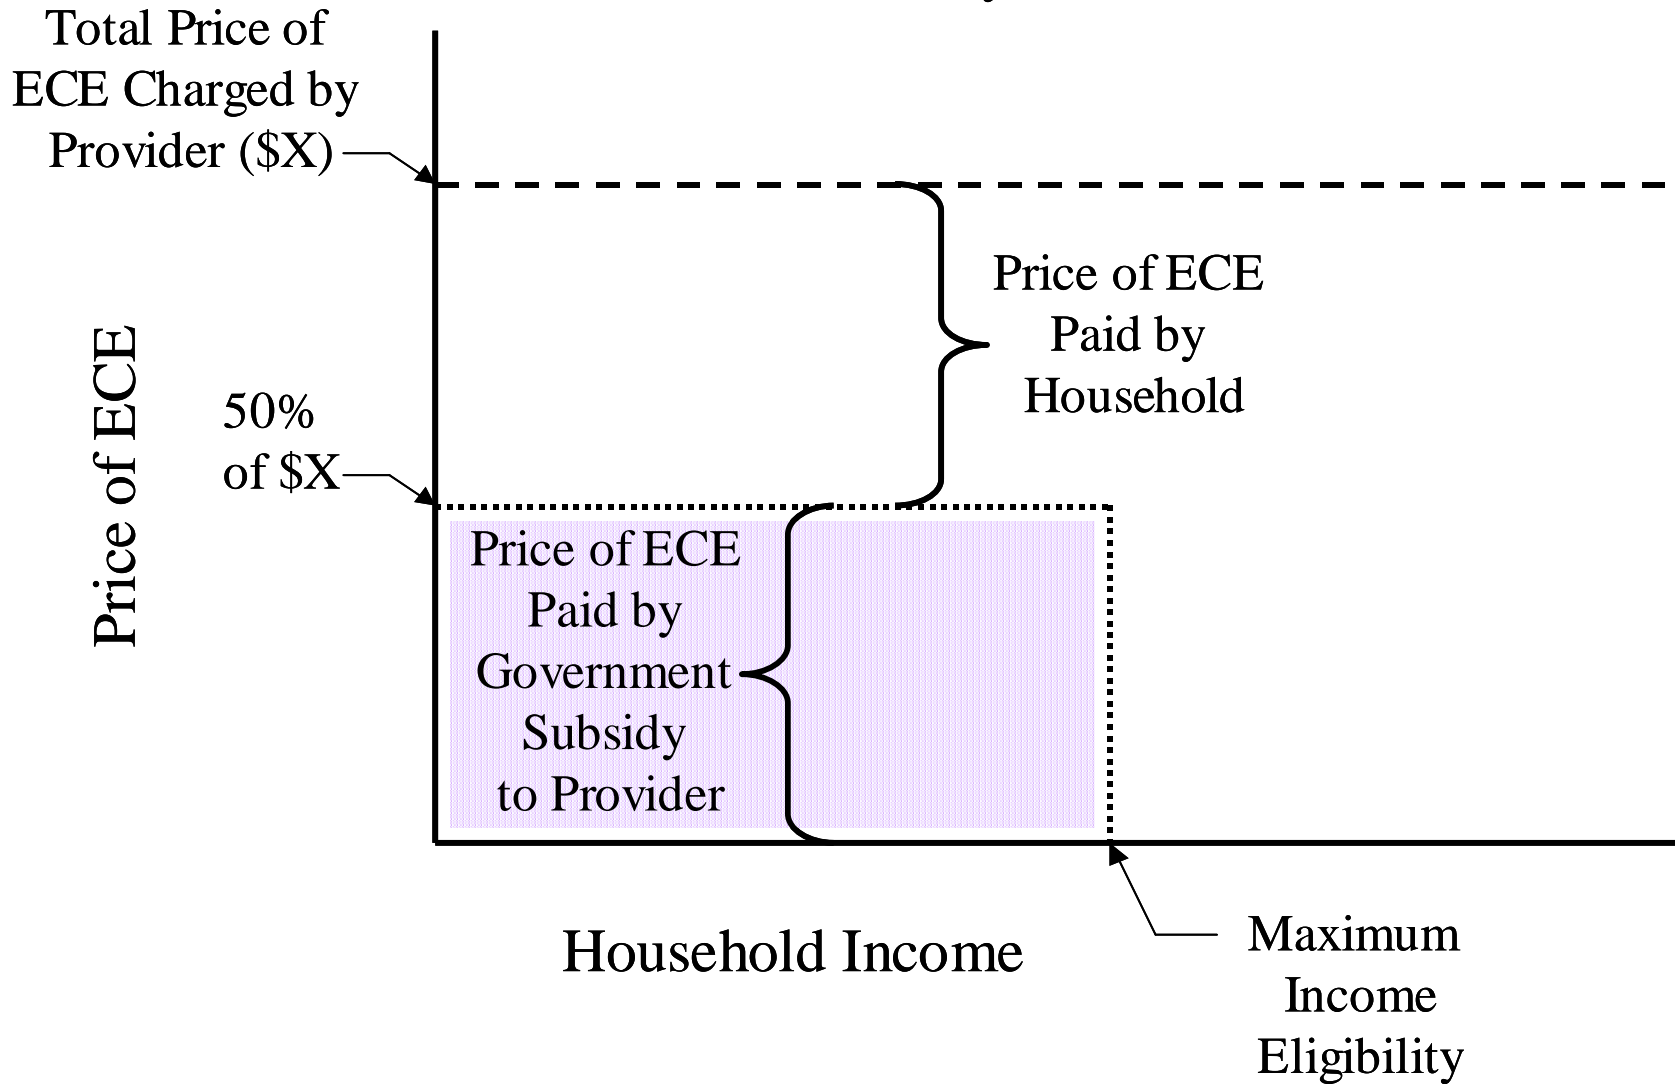 Total Price of
ECE Charged by
Provider ($X)
Price of ECE
Paid by
Household
Price of ECE
50%
of $X
Price of ECE
Paid by
Government
Subsidy
to Provider
Household Income
Maximum
Income
Eligibility